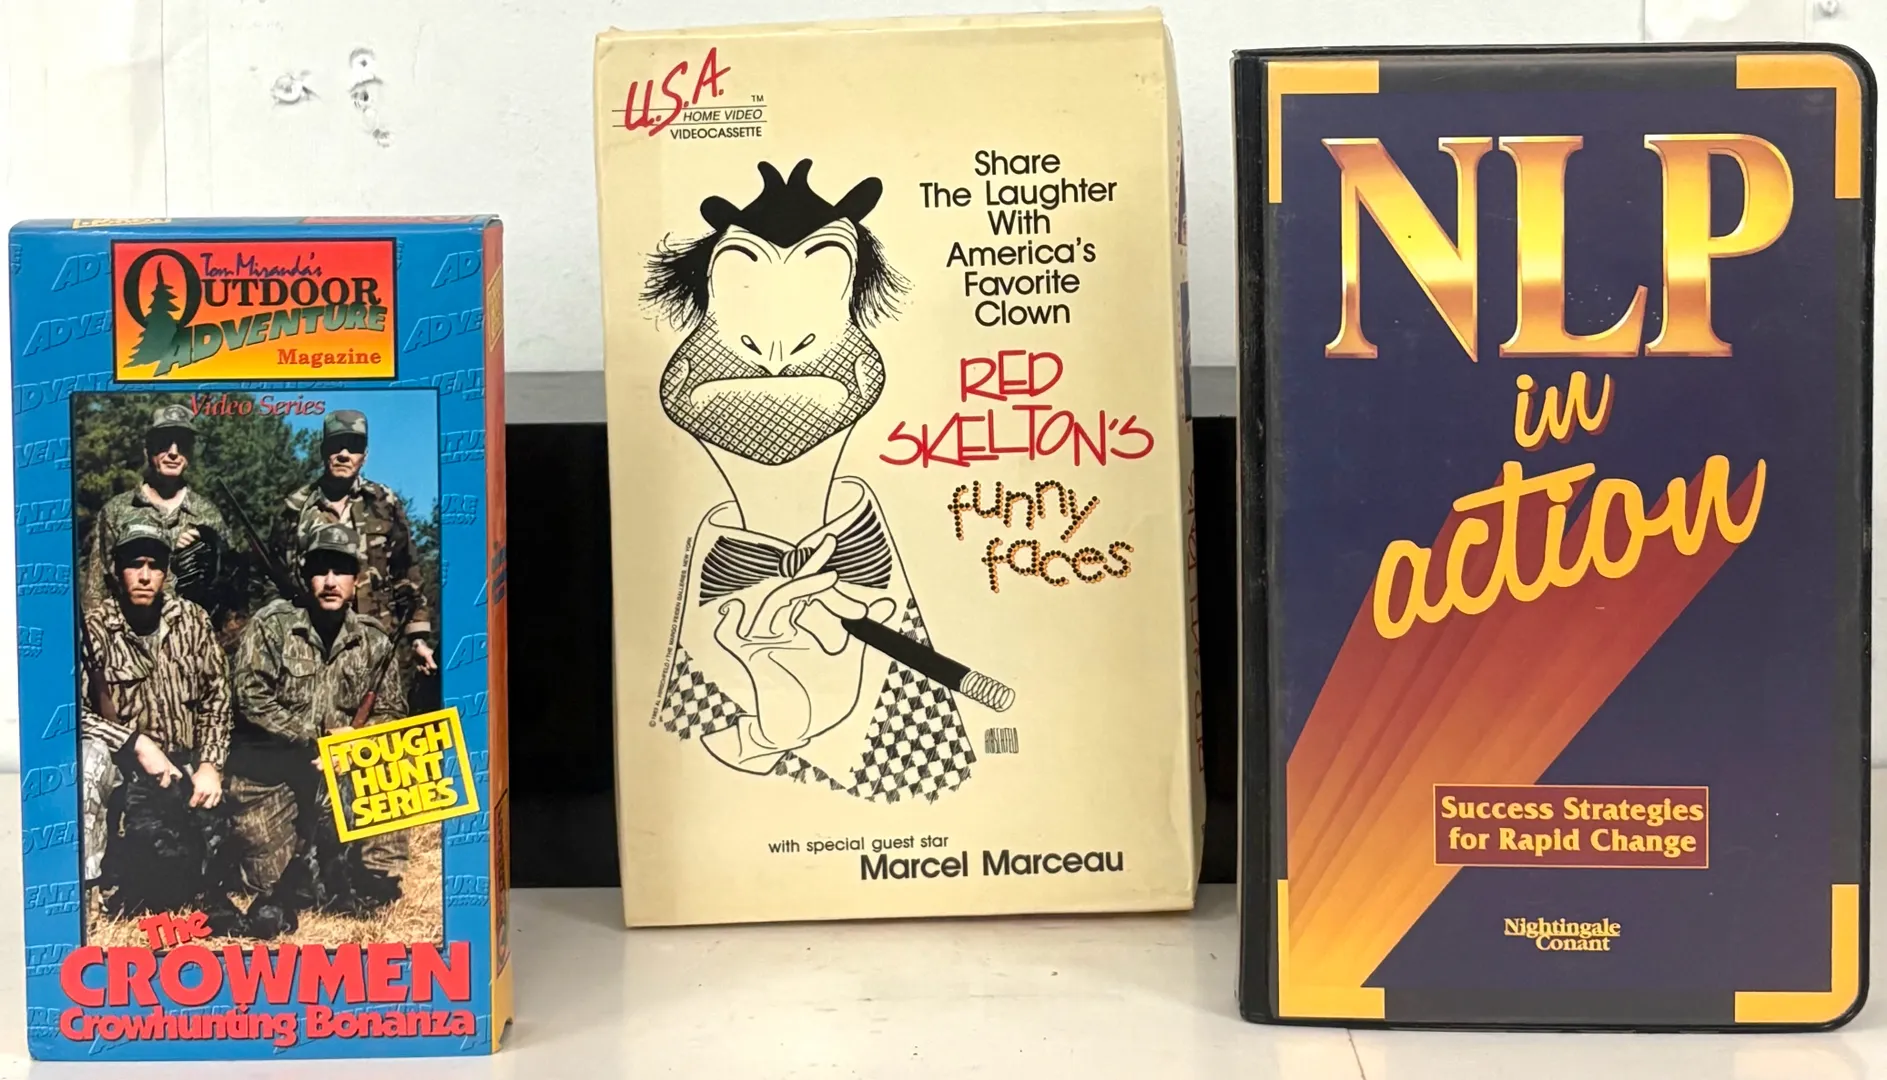 Tom Miranda's
OUTDOOR
ADVENTURE
Magazine
Video Series
TOUGH
HUNT
SERIES
The
CROWMEN
Crowhunting Bonanza
U.S.A.
TM
HOME VIDEO
VIDEOCASSETTE
Share
The Laughter
With
America's
Favorite
Clown
RED
SKELTON'S
funny
faces
HIRSCHFELD
with special guest star
Marcel Marceau
NLP
in
action
Success Strategies
for Rapid Change
Nightingale
Conant